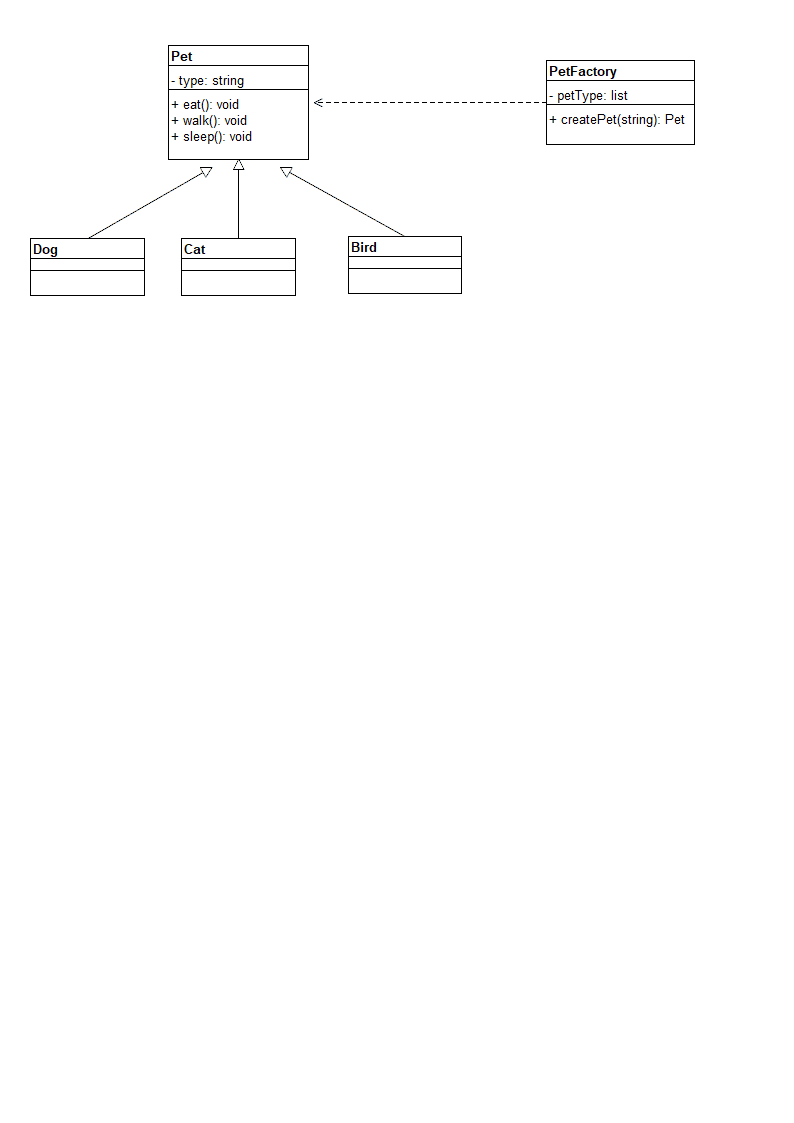 Pet
- type: string
+ eat(): void
+ walk(): void
+ sleep(): void
PetFactory
- petType: list
+ createPet(string): Pet
Dog
Cat
Bird